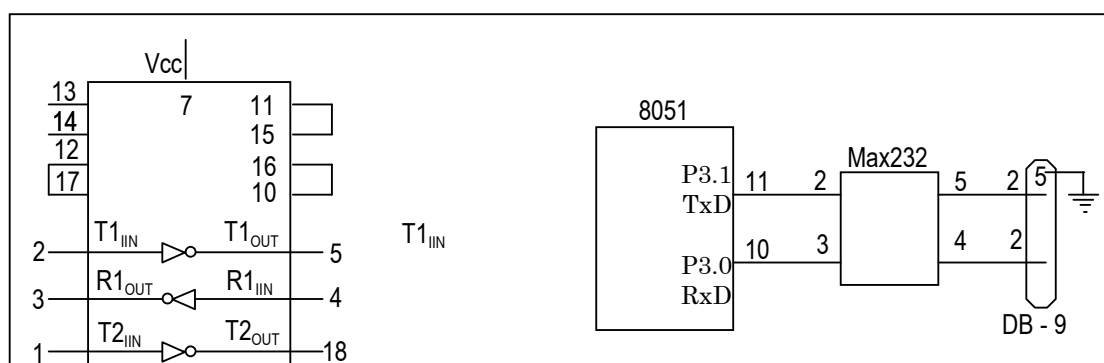 Vcc
13
7
11
14
15
12
16
17
10
2
T1IIN
T1OUT
5
3
R1OUT
R1IIN
4
1
T2IIN
T2OUT
18
T1IIN
8051
P3.1
TxD
11
2
Max232
5
2
5
P3.0
RxD
10
3
4
2
DB - 9